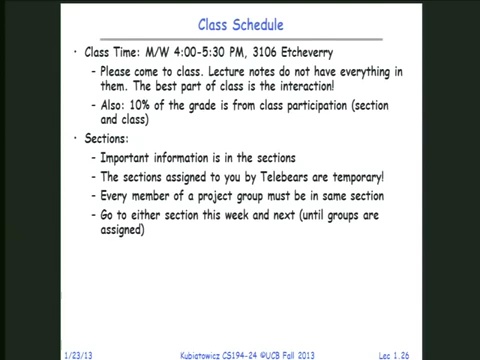 Class Schedule
• Class Time: M/W 4:00-5:30 PM, 3106 Etcheverry
– Please come to class. Lecture notes do not have everything in
them. The best part of class is the interaction!
– Also: 10% of the grade is from class participation (section
and class)
• Sections:
– Important information is in the sections
– The sections assigned to you by Telebears are temporary!
– Every member of a project group must be in same section
– Go to either section this week and next (until groups are
assigned)
1/23/13 Kubiatowicz CS194-24 ©UCB Fall 2013 Lec 1.26